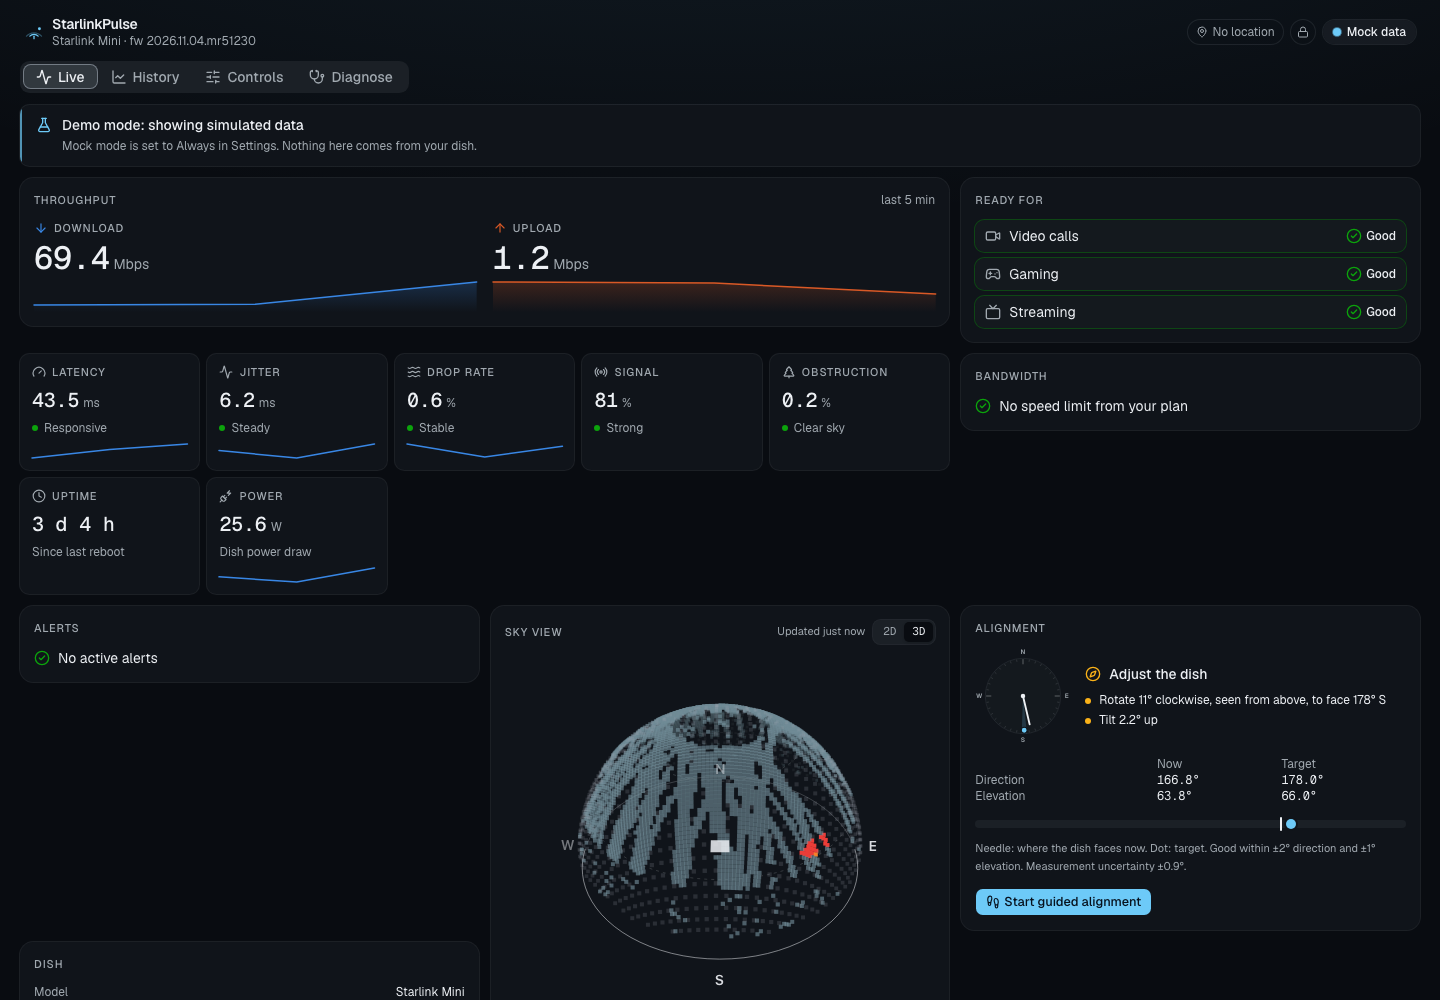 StarlinkPulse
Starlink Mini · fw 2026.11.04.mr51230
No location
Mock data
Live
History
Controls
Diagnose
Demo mode: showing simulated data
Mock mode is set to Always in Settings. Nothing here comes from your dish.
THROUGHPUT
last 5 min
DOWNLOAD
69.4 Mbps
UPLOAD
1.2 Mbps
READY FOR
Video calls
Good
Gaming
Good
Streaming
Good
LATENCY
43.5 ms
Responsive
JITTER
6.2 ms
Steady
DROP RATE
0.6 %
Stable
SIGNAL
81 %
Strong
OBSTRUCTION
0.2 %
Clear sky
BANDWIDTH
No speed limit from your plan
UPTIME
3 d 4 h
Since last reboot
POWER
25.6 W
Dish power draw
ALERTS
No active alerts
SKY VIEW
Updated just now
2D
3D
N
W
E
S
ALIGNMENT
N
W
E
S
Adjust the dish
Rotate 11° clockwise, seen from above, to face 178° S
Tilt 2.2° up
Now Target
Direction 166.8° 178.0°
Elevation 63.8° 66.0°
Needle: where the dish faces now. Dot: target. Good within ±2° direction and ±1°
elevation. Measurement uncertainty ±0.9°.
Start guided alignment
DISH
Model
Starlink Mini